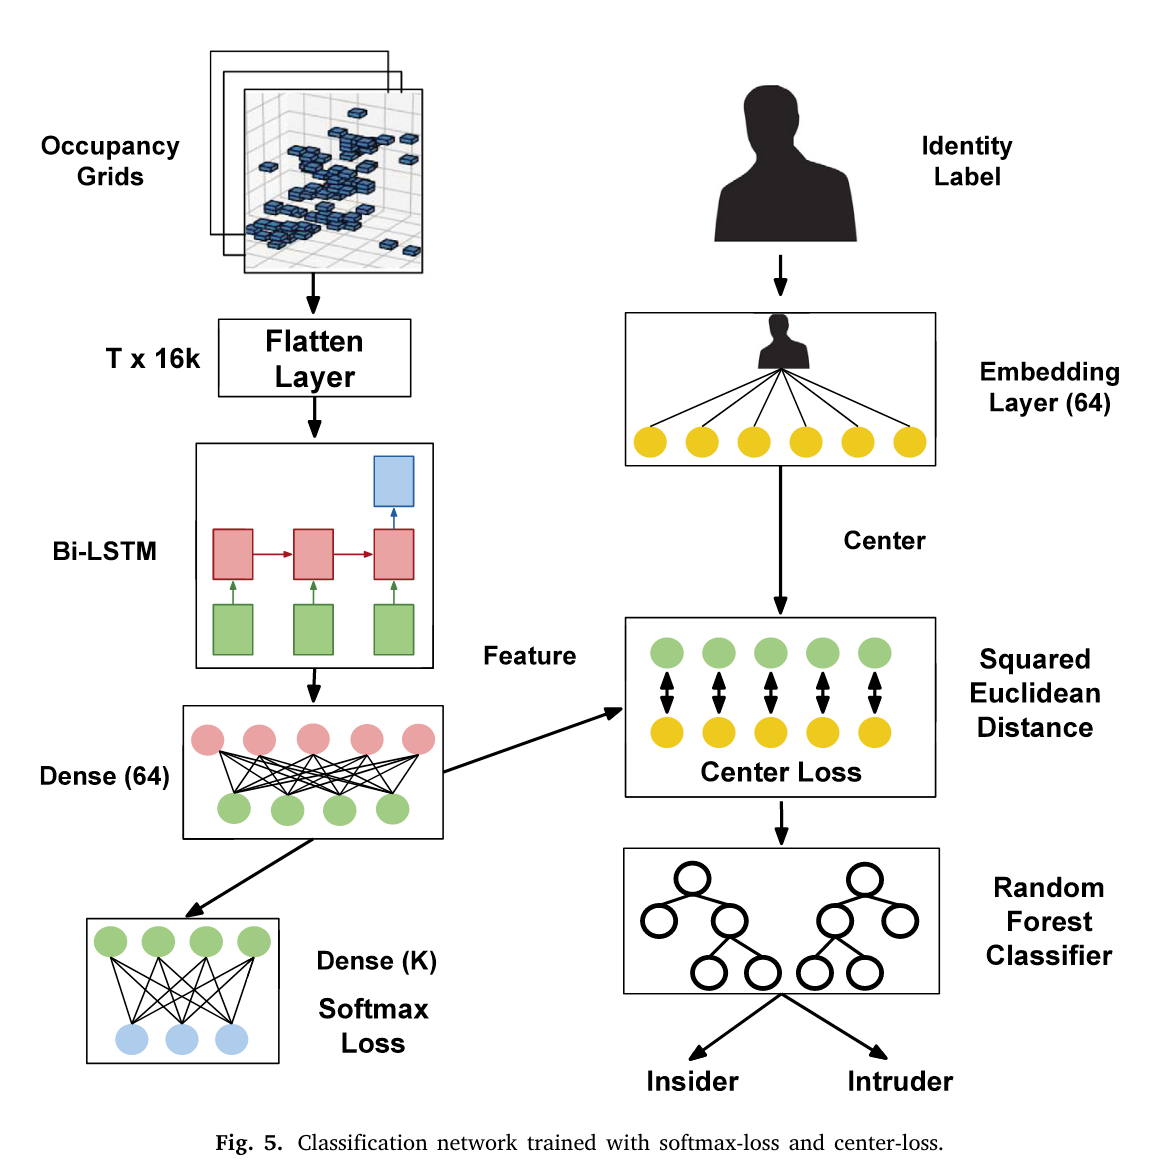 Occupancy
Grids
Identity
Label
T x 16k
Flatten
Layer
Embedding
Layer (64)
Bi-LSTM
Center
Feature
Squared
Euclidean
Distance
Dense (64)
Center Loss
Random
Forest
Classifier
Dense (K)
Softmax
Loss
Insider
Intruder
Fig. 5. Classification network trained with softmax-loss and center-loss.